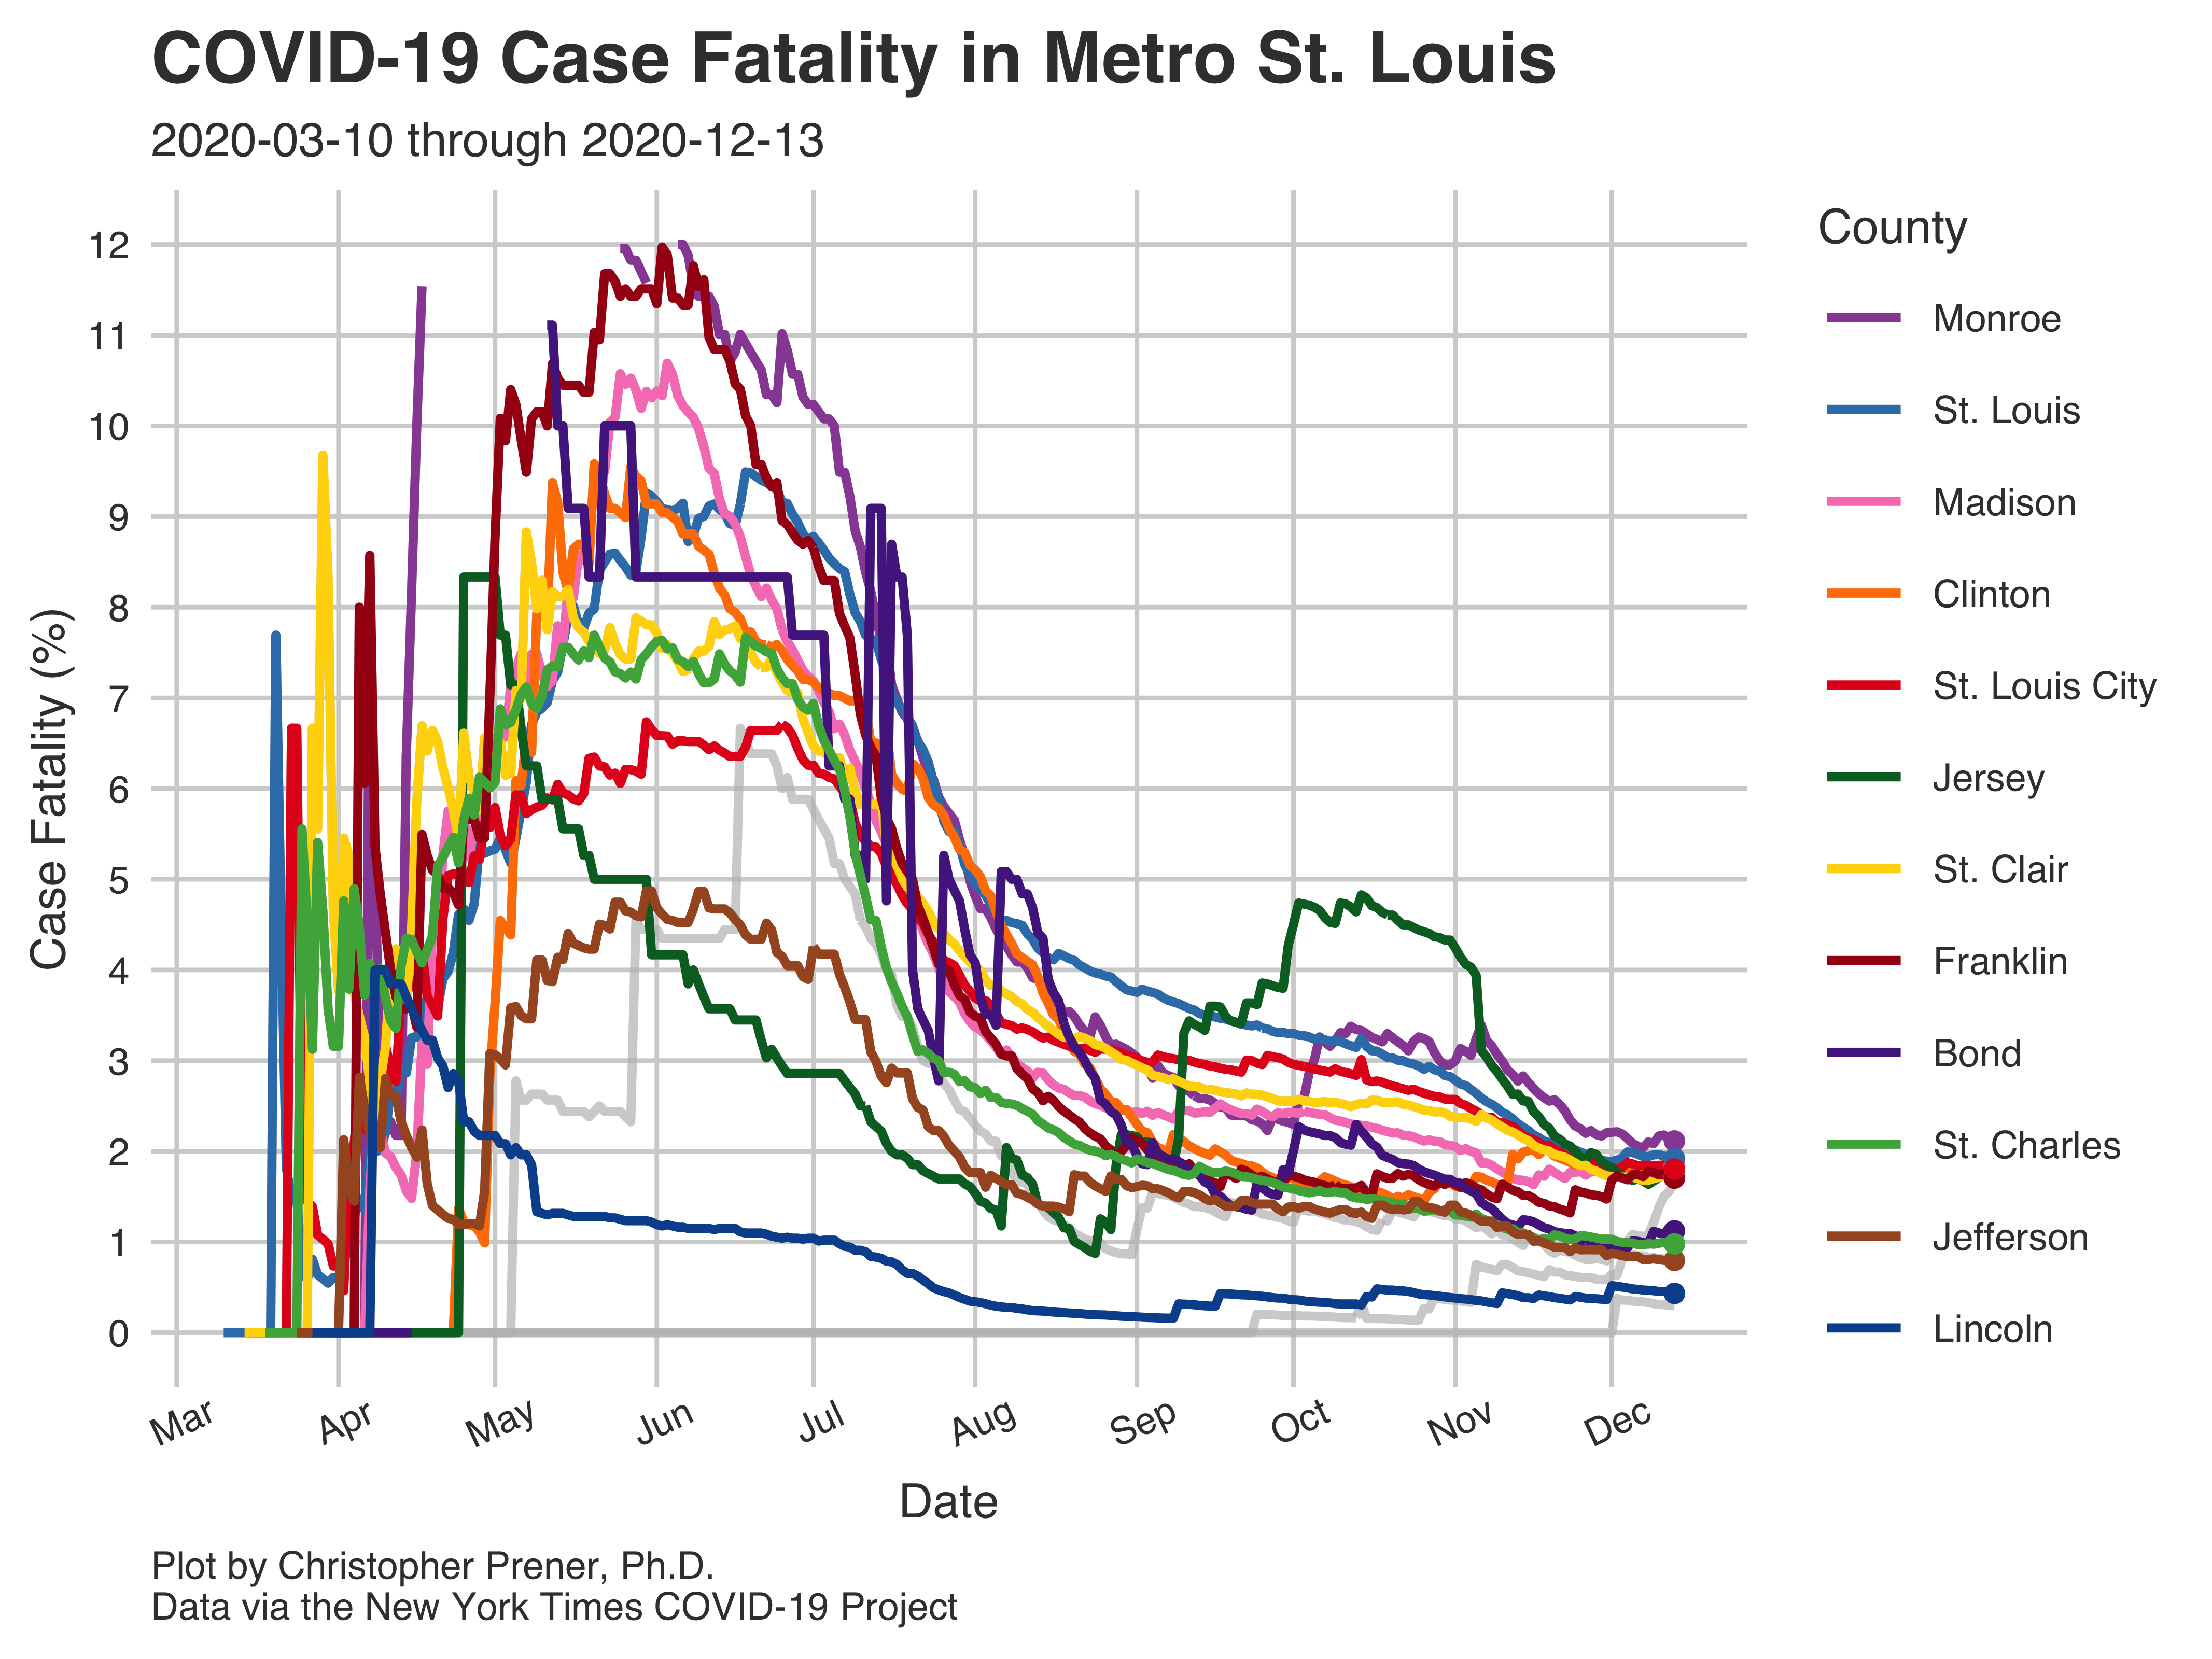 COVID-19 Case Fatality in Metro St. Louis
2020-03-10 through 2020-12-13
Case Fatality (%)
12
11
10
9
8
7
6
5
4
3
2
1
0
Mar
Apr
May
Jun
Jul
Aug
Sep
Oct
Nov
Dec
Date
County
Monroe
St. Louis
Madison
Clinton
St. Louis City
Jersey
St. Clair
Franklin
Bond
St. Charles
Jefferson
Lincoln
Plot by Christopher Prener, Ph.D.
Data via the New York Times COVID-19 Project